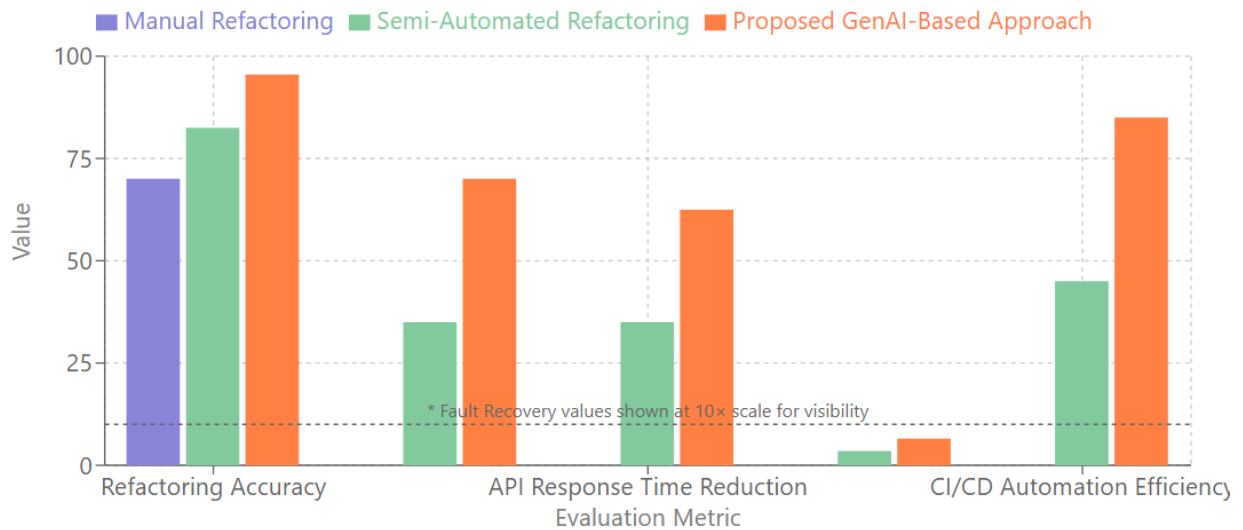 Manual Refactoring Semi-Automated Refactoring Proposed GenAI-Based Approach
100
75
50
25
0
Value
* Fault Recovery values shown at 10× scale for visibility
Refactoring Accuracy API Response Time Reduction CI/CD Automation Efficiency
Evaluation Metric